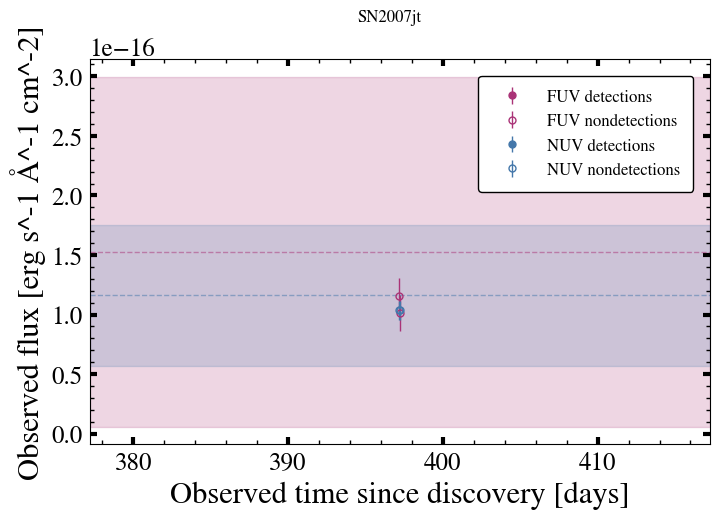 SN2007jt
1e−16
3.0
2.5
2.0
1.5
1.0
0.5
0.0
Observed flux [erg s^-1 Å^-1 cm^-2]
FUV detections
FUV nondetections
NUV detections
NUV nondetections
380 390 400 410
Observed time since discovery [days]